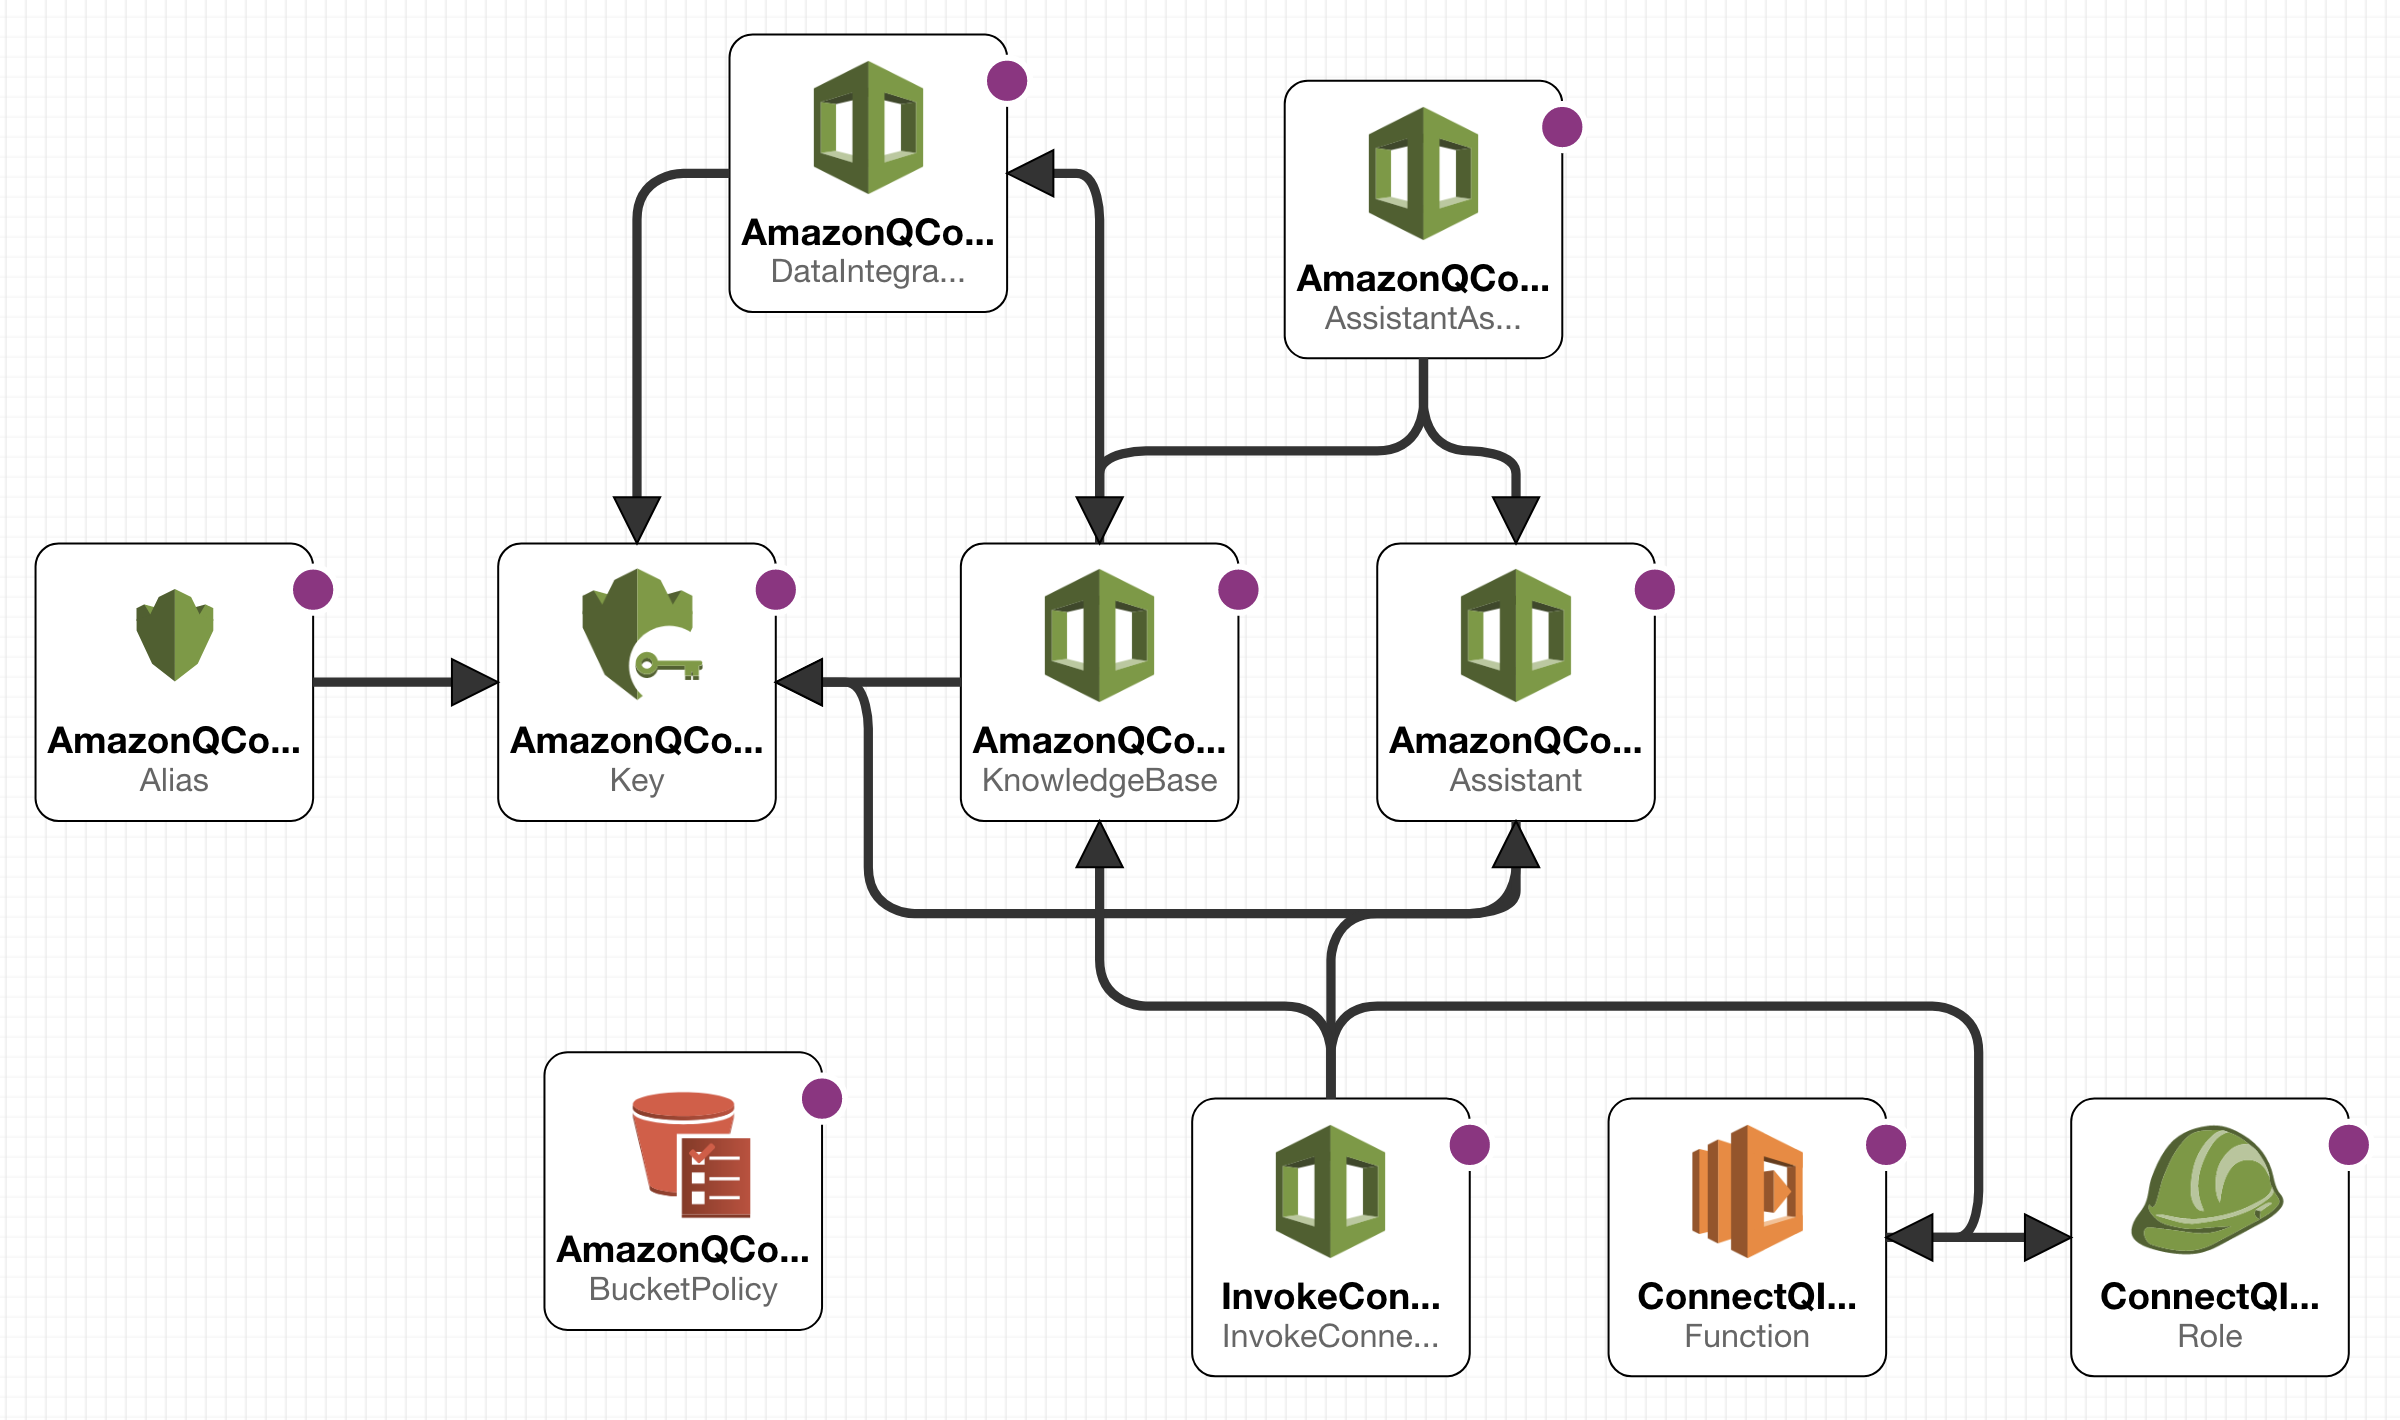 AmazonQCo...
DataIntegra...
AmazonQCo...
AssistantAs...
AmazonQCo...
Alias
AmazonQCo...
Key
AmazonQCo...
KnowledgeBase
AmazonQCo...
Assistant
AmazonQCo...
BucketPolicy
InvokeCon...
InvokeConne...
ConnectQI...
Function
ConnectQI...
Role